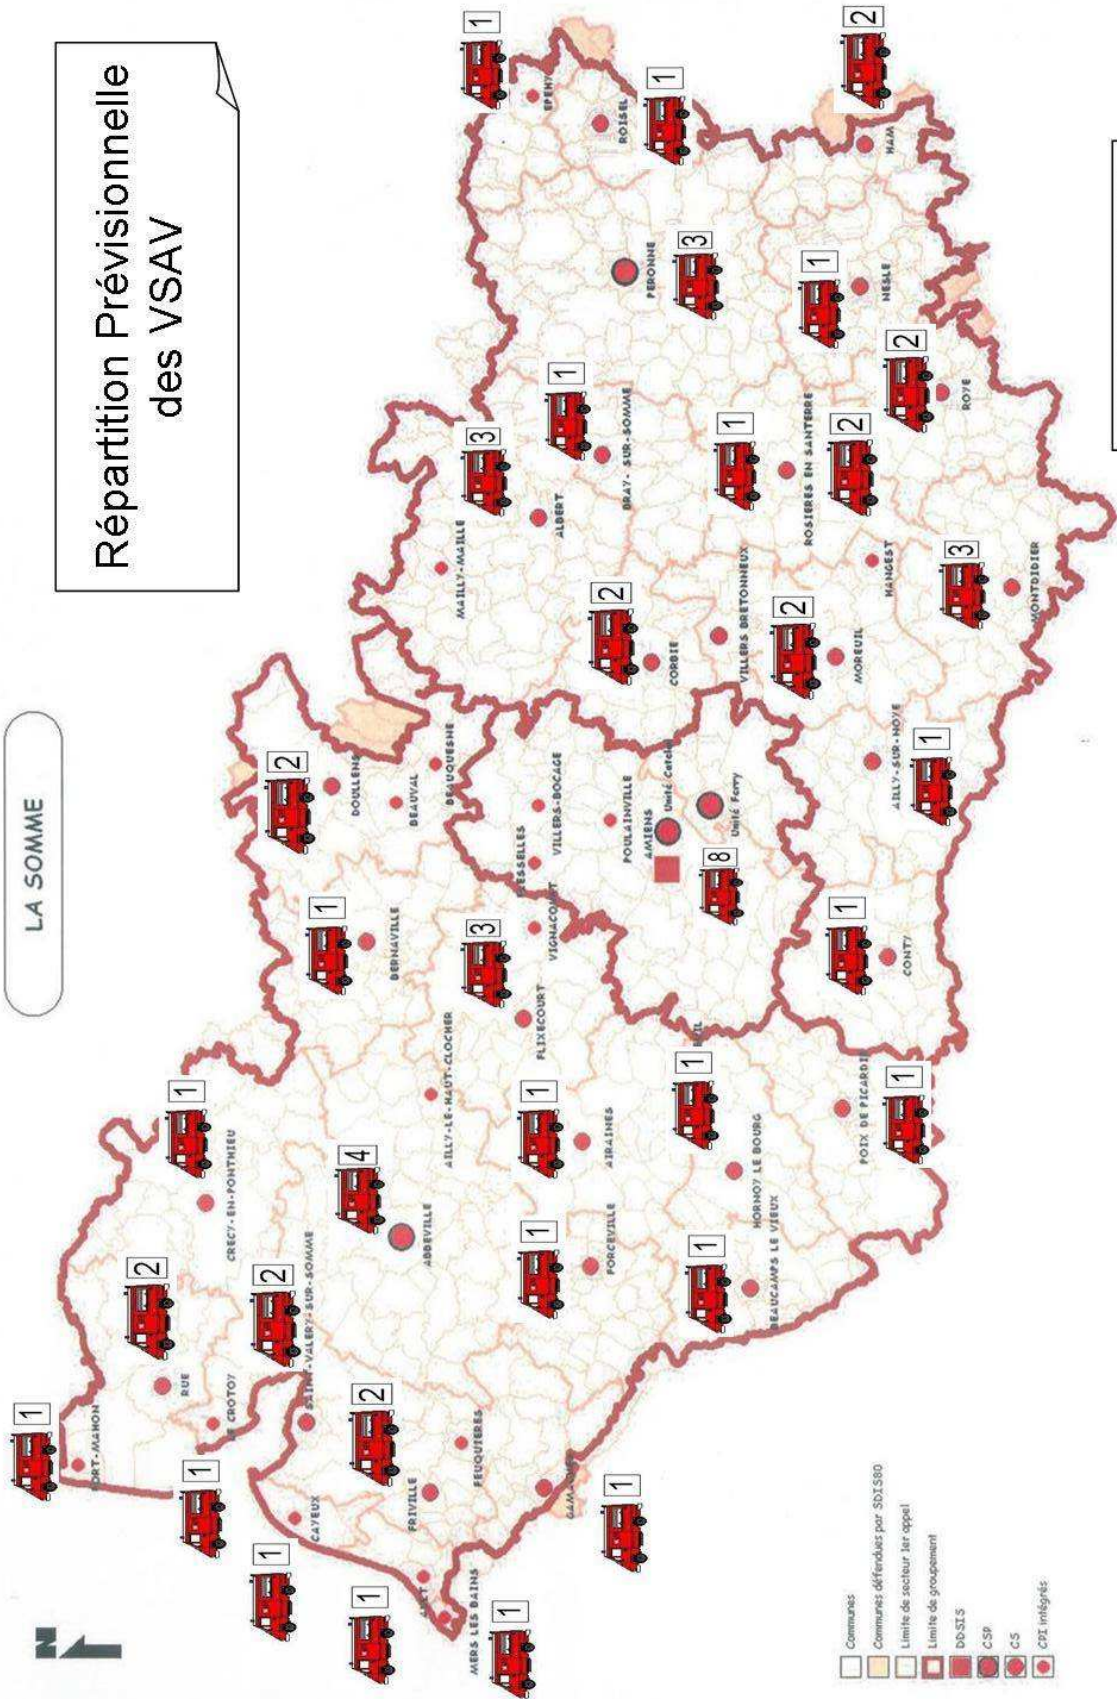 LA SOMME
Répartition Prévisionnelle
des VSAV
N
1
FORT-MAHON
2
RUE
1
LE CROTOY
1
CRECY-EN-PONTHIEU
2
SAINT-VALERY-SUR-SOMME
1
CAYEUX
2
FRIVILLE
FEUQUIERES
1
AULT
1
MERS LES BAINS
1
GAMACHES
4
ABBEVILLE
AILLY-LE-HAUT-CLOCHER
1
BERNAVILLE
2
DOULLENS
BEAUVAL
BEAUQUESNE
3
FLIXECOURT
VIGNACOURT
FLESSELLES
VILLERS-BOCAGE
POULAINVILLE
AMIENS
Unité Catelas
Unité Ferry
8
1
AIRAINES
1
FORCEVILLE
1
BEAUCAMPS LE VIEUX
1
HORNOY LE BOURG
1
POIX DE PICARDIE
1
CONTY
1
AILLY-SUR-NOYE
2
MOREUIL
2
CORBIE
VILLERS BRETONNEUX
MAILLY-MAILLE
3
ALBERT
1
BRAY-SUR-SOMME
1
ROSIERES EN SANTERRE
2
HANGEST
3
MONTDIDIER
2
ROYE
1
NESLE
3
PERONNE
1
EPEHY
ROISEL
1
2
HAM
Communes
Communes défendues par SDIS80
Limite de secteur 1er appel
Limite de groupement
DDSIS
CSP
CS
CPI intégrés